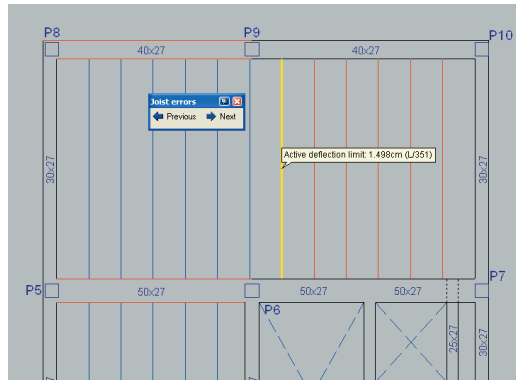 P8
P9
P10
40x27
40x27
Joist errors
Previous Next
Active deflection limit: 1.498cm (L/351)
30x27
30x27
P5
50x27
50x27
50x27
P7
P6
25x27
30x27